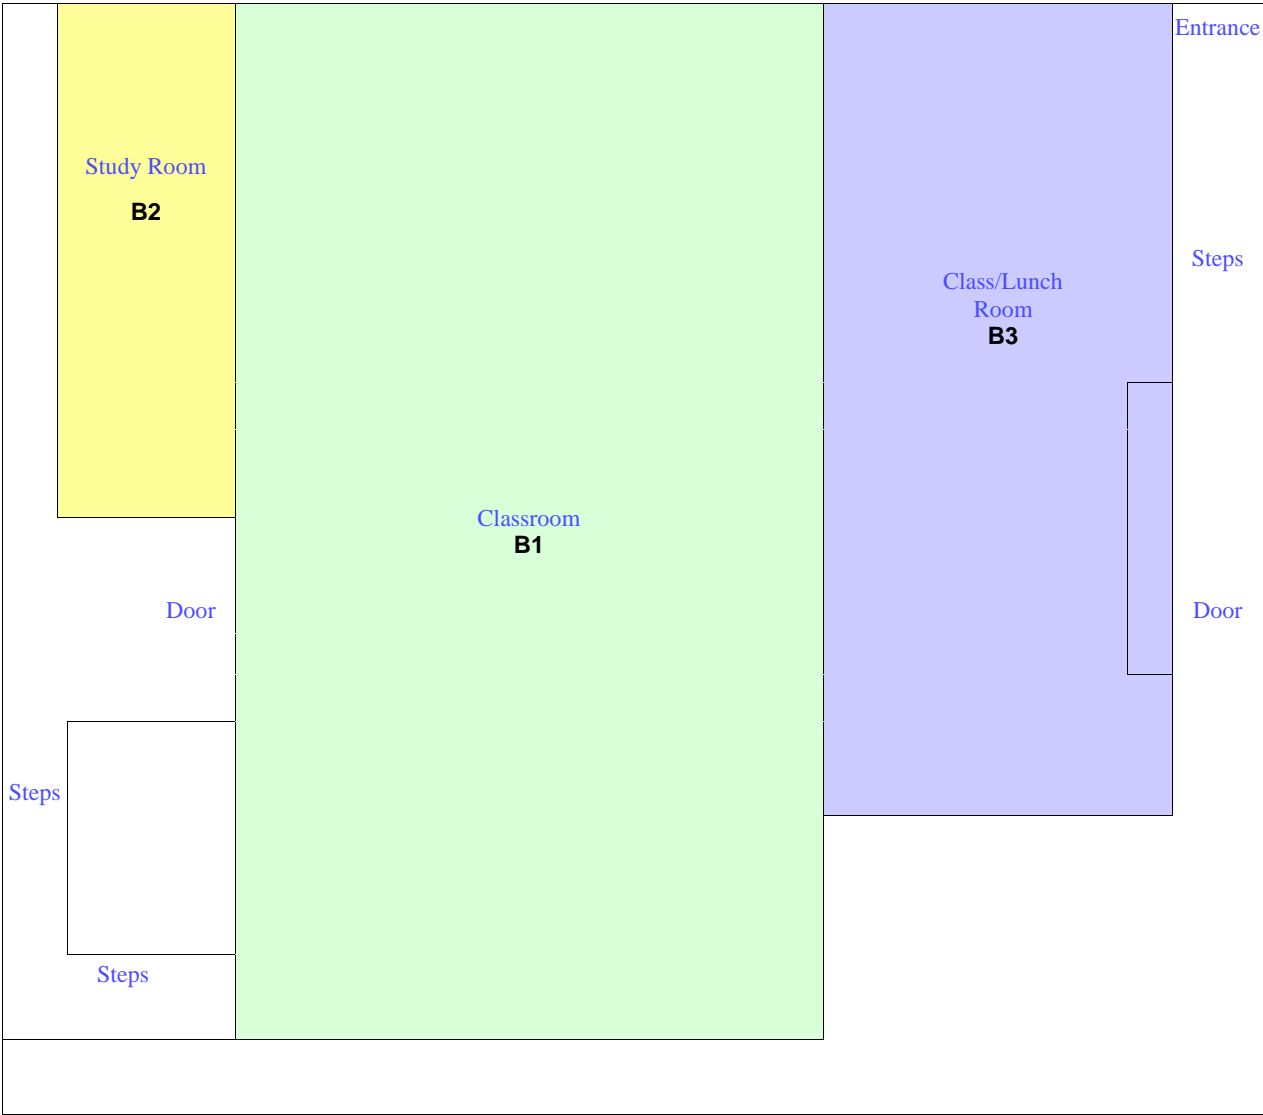 Entrance
Study Room
B2
Steps
Class/Lunch
Room
B3
Classroom
B1
Door
Door
Steps
Steps